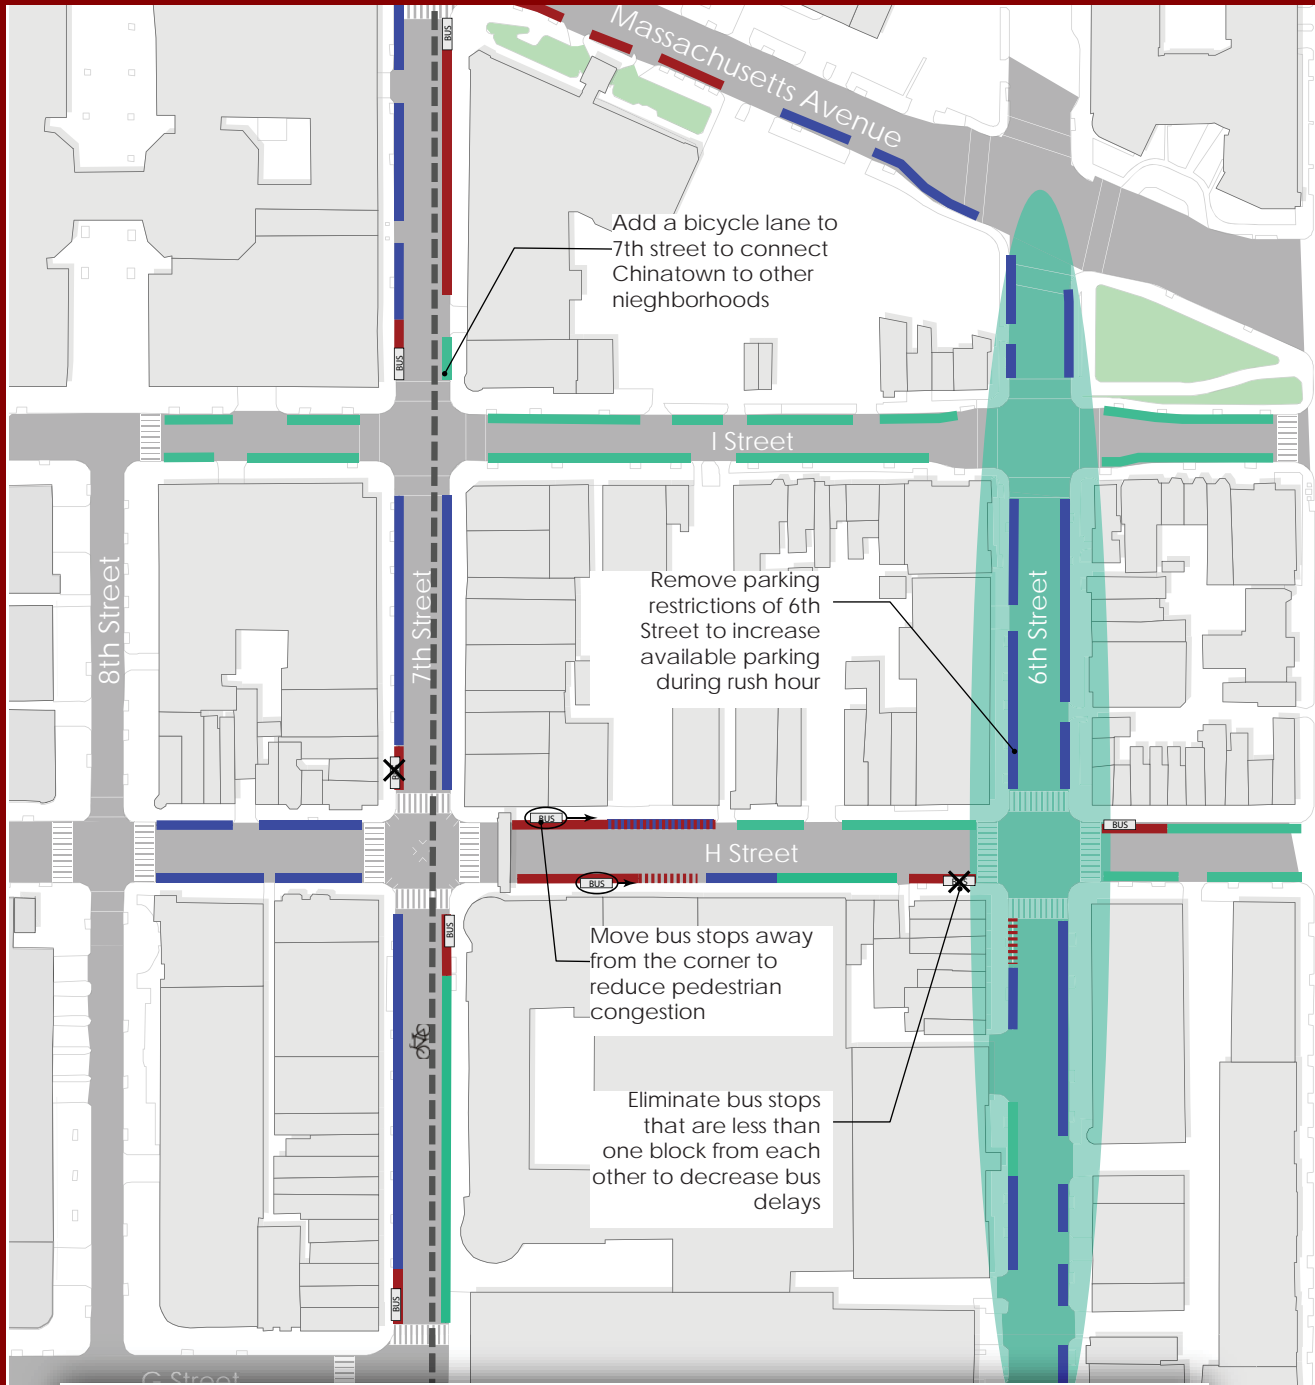 BUS
Massachusetts Avenue
Add a bicycle lane to
7th street to connect
Chinatown to other
nieghborhoods
BUS
I Street
8th Street
7th Street
6th Street
Remove parking
restrictions of 6th
Street to increase
available parking
during rush hour
BUS
BUS
H Street
BUS
BUS
BUS
Move bus stops away
from the corner to
reduce pedestrian
congestion
Eliminate bus stops
that are less than
one block from each
other to decrease bus
delays
BUS
G Street